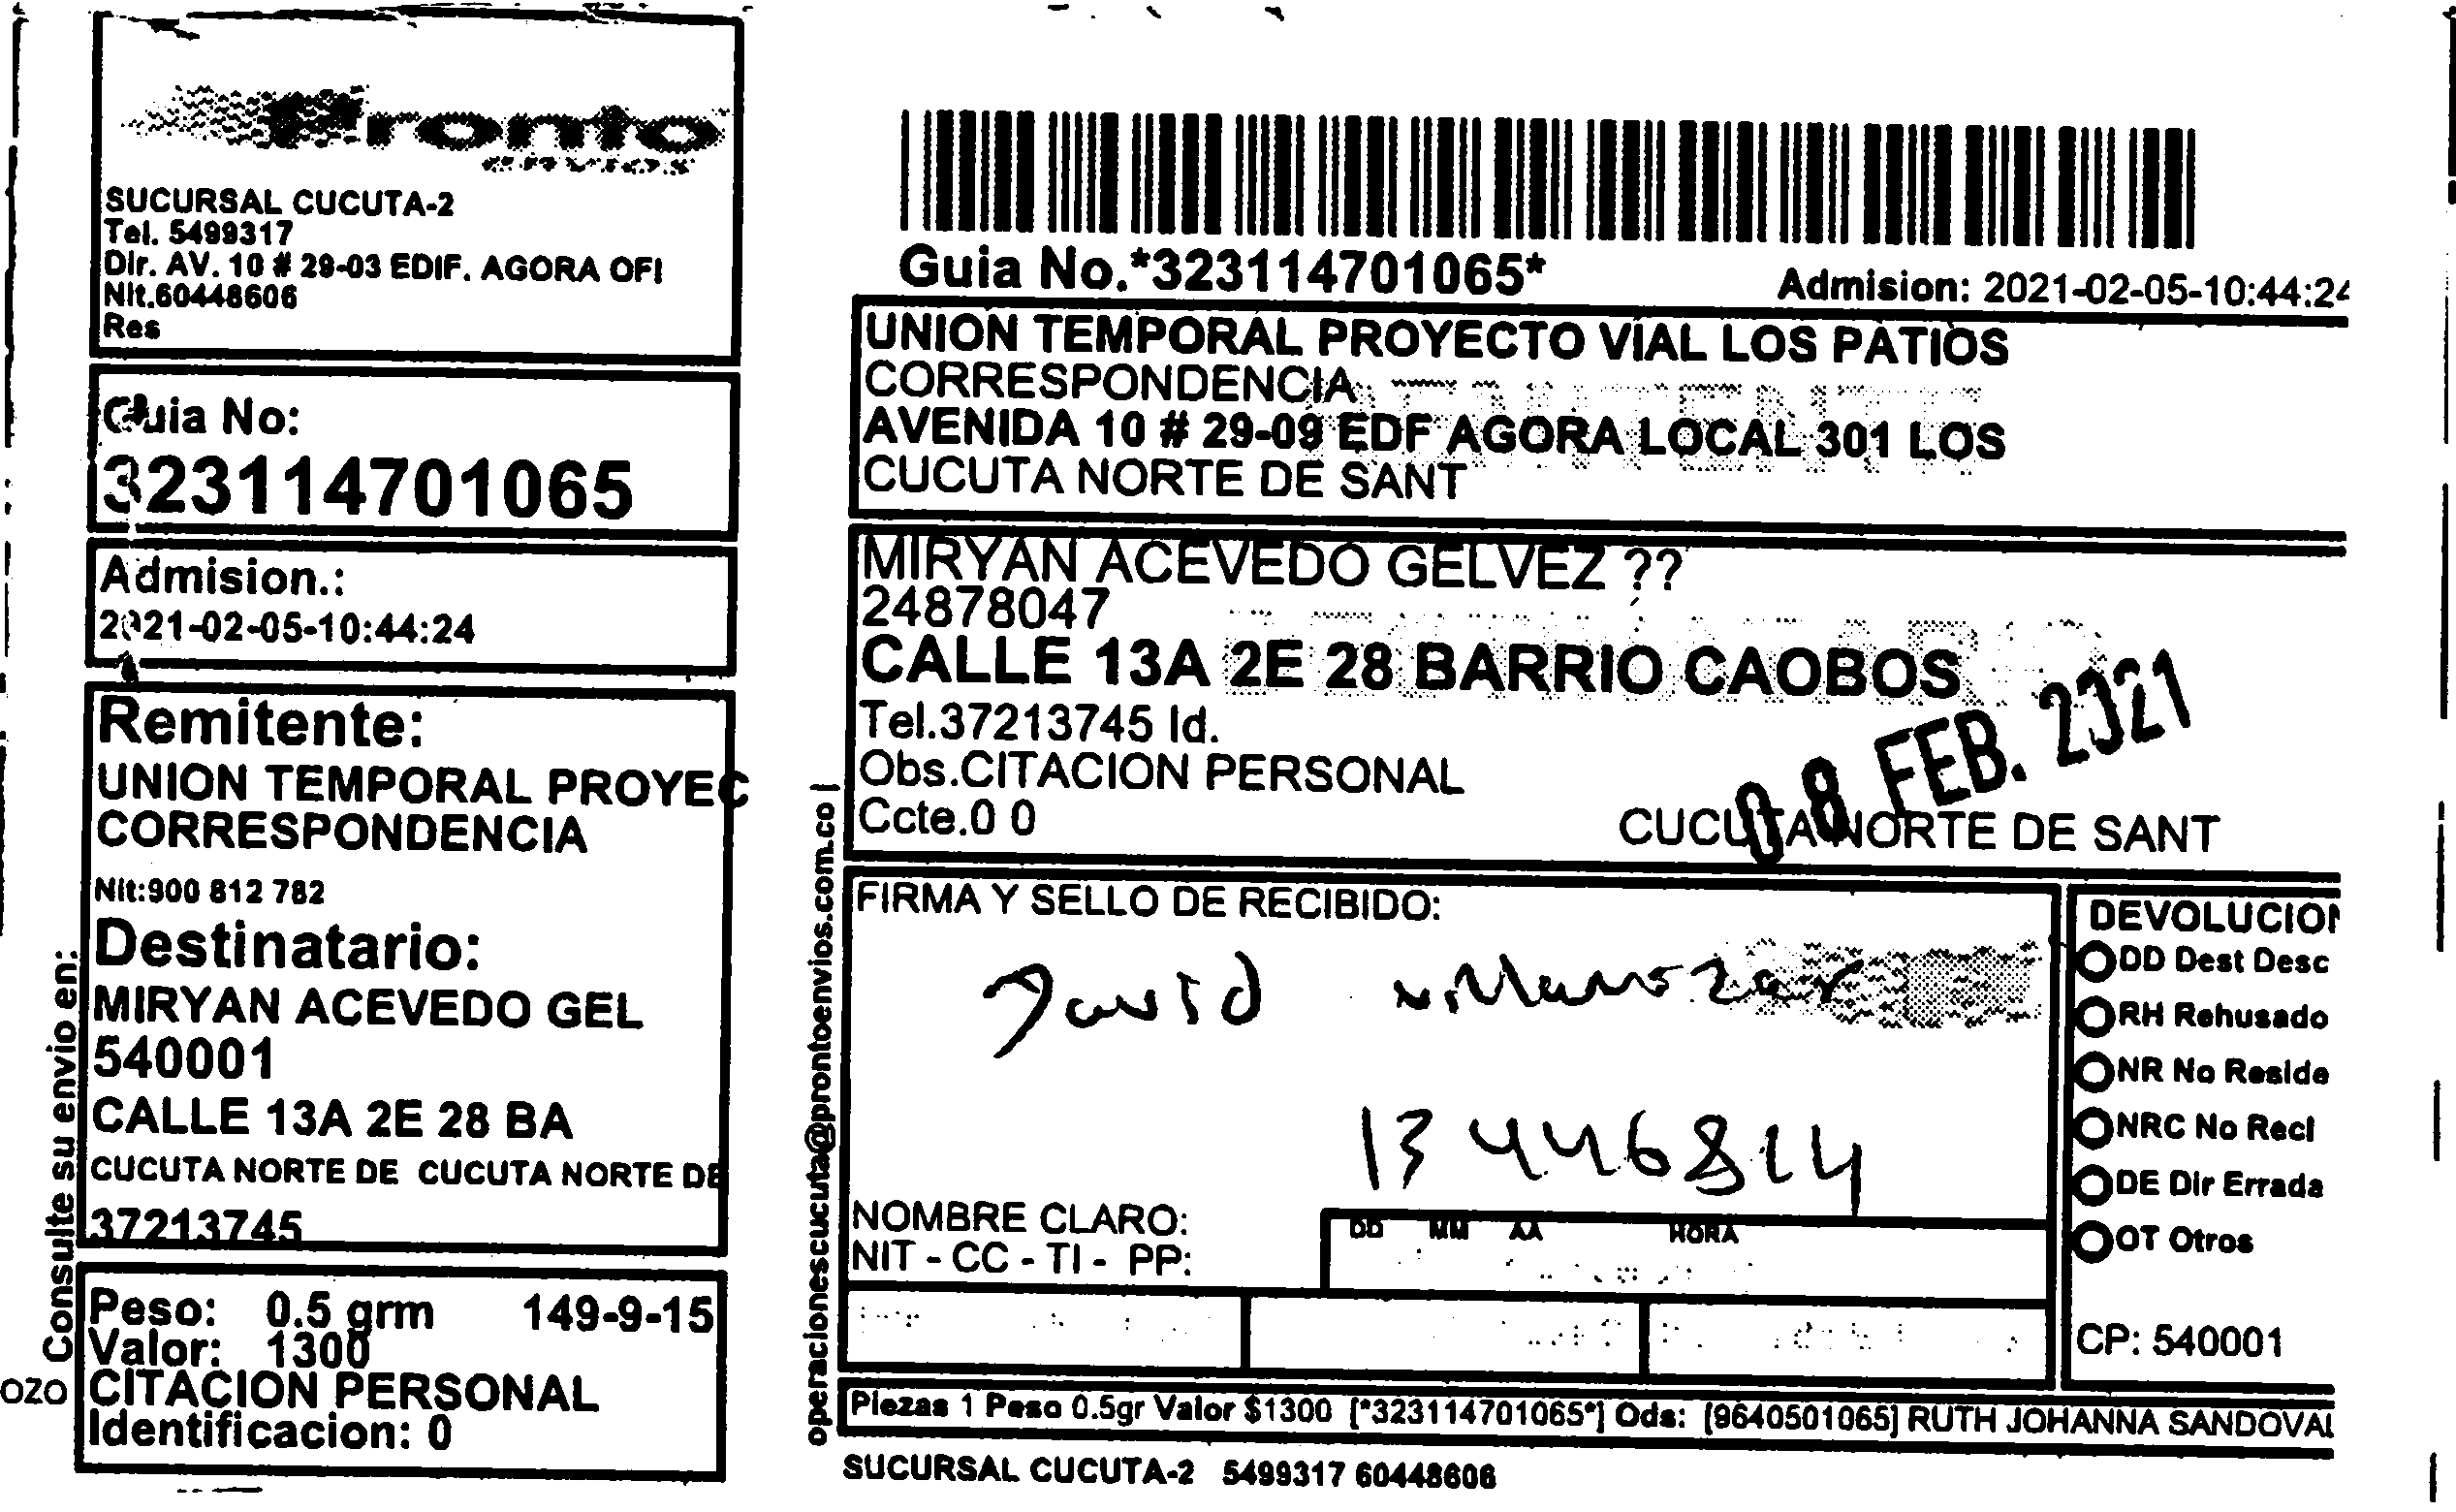 Pronto
ENVIOS
SUCURSAL CUCUTA-2
Tel. 5499317
Dir. AV. 10 # 29-03 EDIF. AGORA OFI
Nit.60448606
Res
Guia No:
323114701065
Admision.:
2021-02-05-10:44:24
Remitente:
UNION TEMPORAL PROYEC
CORRESPONDENCIA
Nit:900 812 782
Destinatario:
MIRYAN ACEVEDO GEL
540001
CALLE 13A 2E 28 BA
CUCUTA NORTE DE CUCUTA NORTE DE
37213745
Peso: 0.5 grm 149-9-15
Valor: 1300
CITACION PERSONAL
Identificacion: 0
Consulte su envio en:
operacionescucuta@prontoenvios.com.co |
ozo
Guia No.*323114701065*
Admision: 2021-02-05-10:44:24
UNION TEMPORAL PROYECTO VIAL LOS PATIOS
CORRESPONDENCIA
AVENIDA 10 # 29-09 EDF AGORA LOCAL 301 LOS
CUCUTA NORTE DE SANT
MIRYAN ACEVEDO GELVEZ ??
24878047
CALLE 13A 2E 28 BARRIO CAOBOS
Tel.37213745 Id.
Obs.CITACION PERSONAL
Ccte.0 0
08 FEB. 2021
CUCUTA NORTE DE SANT
FIRMA Y SELLO DE RECIBIDO:
David
13446814
NOMBRE CLARO:
NIT - CC - TI - PP:
DD MM AA HORA
DEVOLUCION
DD Dest Desc
RH Rehusado
NR No Reside
NRC No Recl
DE Dir Errada
OT Otros
CP: 540001
Piezas 1 Peso 0.5gr Valor $1300 [*323114701065*] Ods: [9640501065] RUTH JOHANNA SANDOVAL
SUCURSAL CUCUTA-2 5499317 60448606